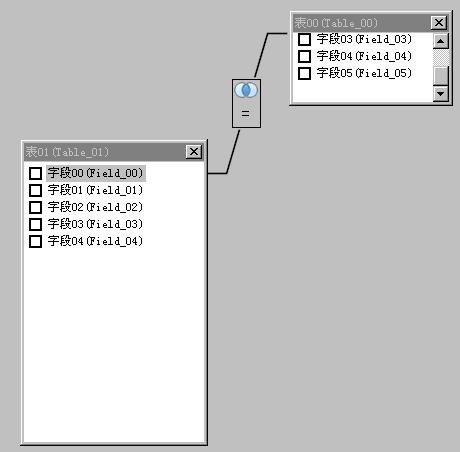 表00(Table_00)
字段03(Field_03)
字段04(Field_04)
字段05(Field_05)
=
表01(Table_01)
字段00(Field_00)
字段01(Field_01)
字段02(Field_02)
字段03(Field_03)
字段04(Field_04)